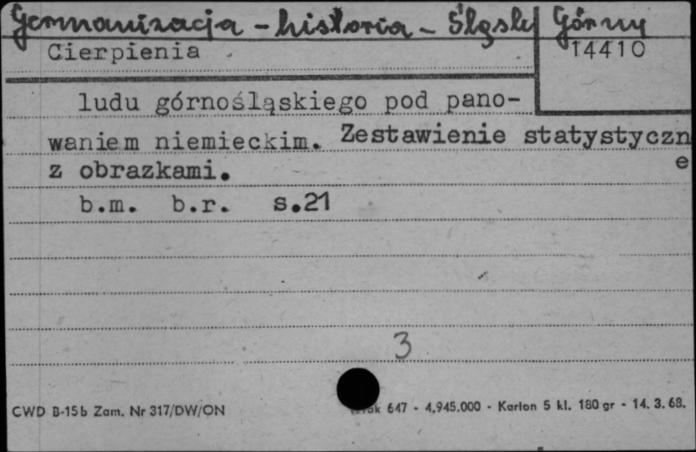 Germanizacja - historia - Śląsk Górny
Cierpienia
14410
ludu górnośląskiego pod pano-
waniem niemieckim. Zestawienie statystyczn
e
z obrazkami.
b.m. b.r. s.21
3
CWD B-15b Zam. Nr 317/DW/ON
647 - 4.945.000 - Karton 5 kl. 180 gr - 14. 3. 68.